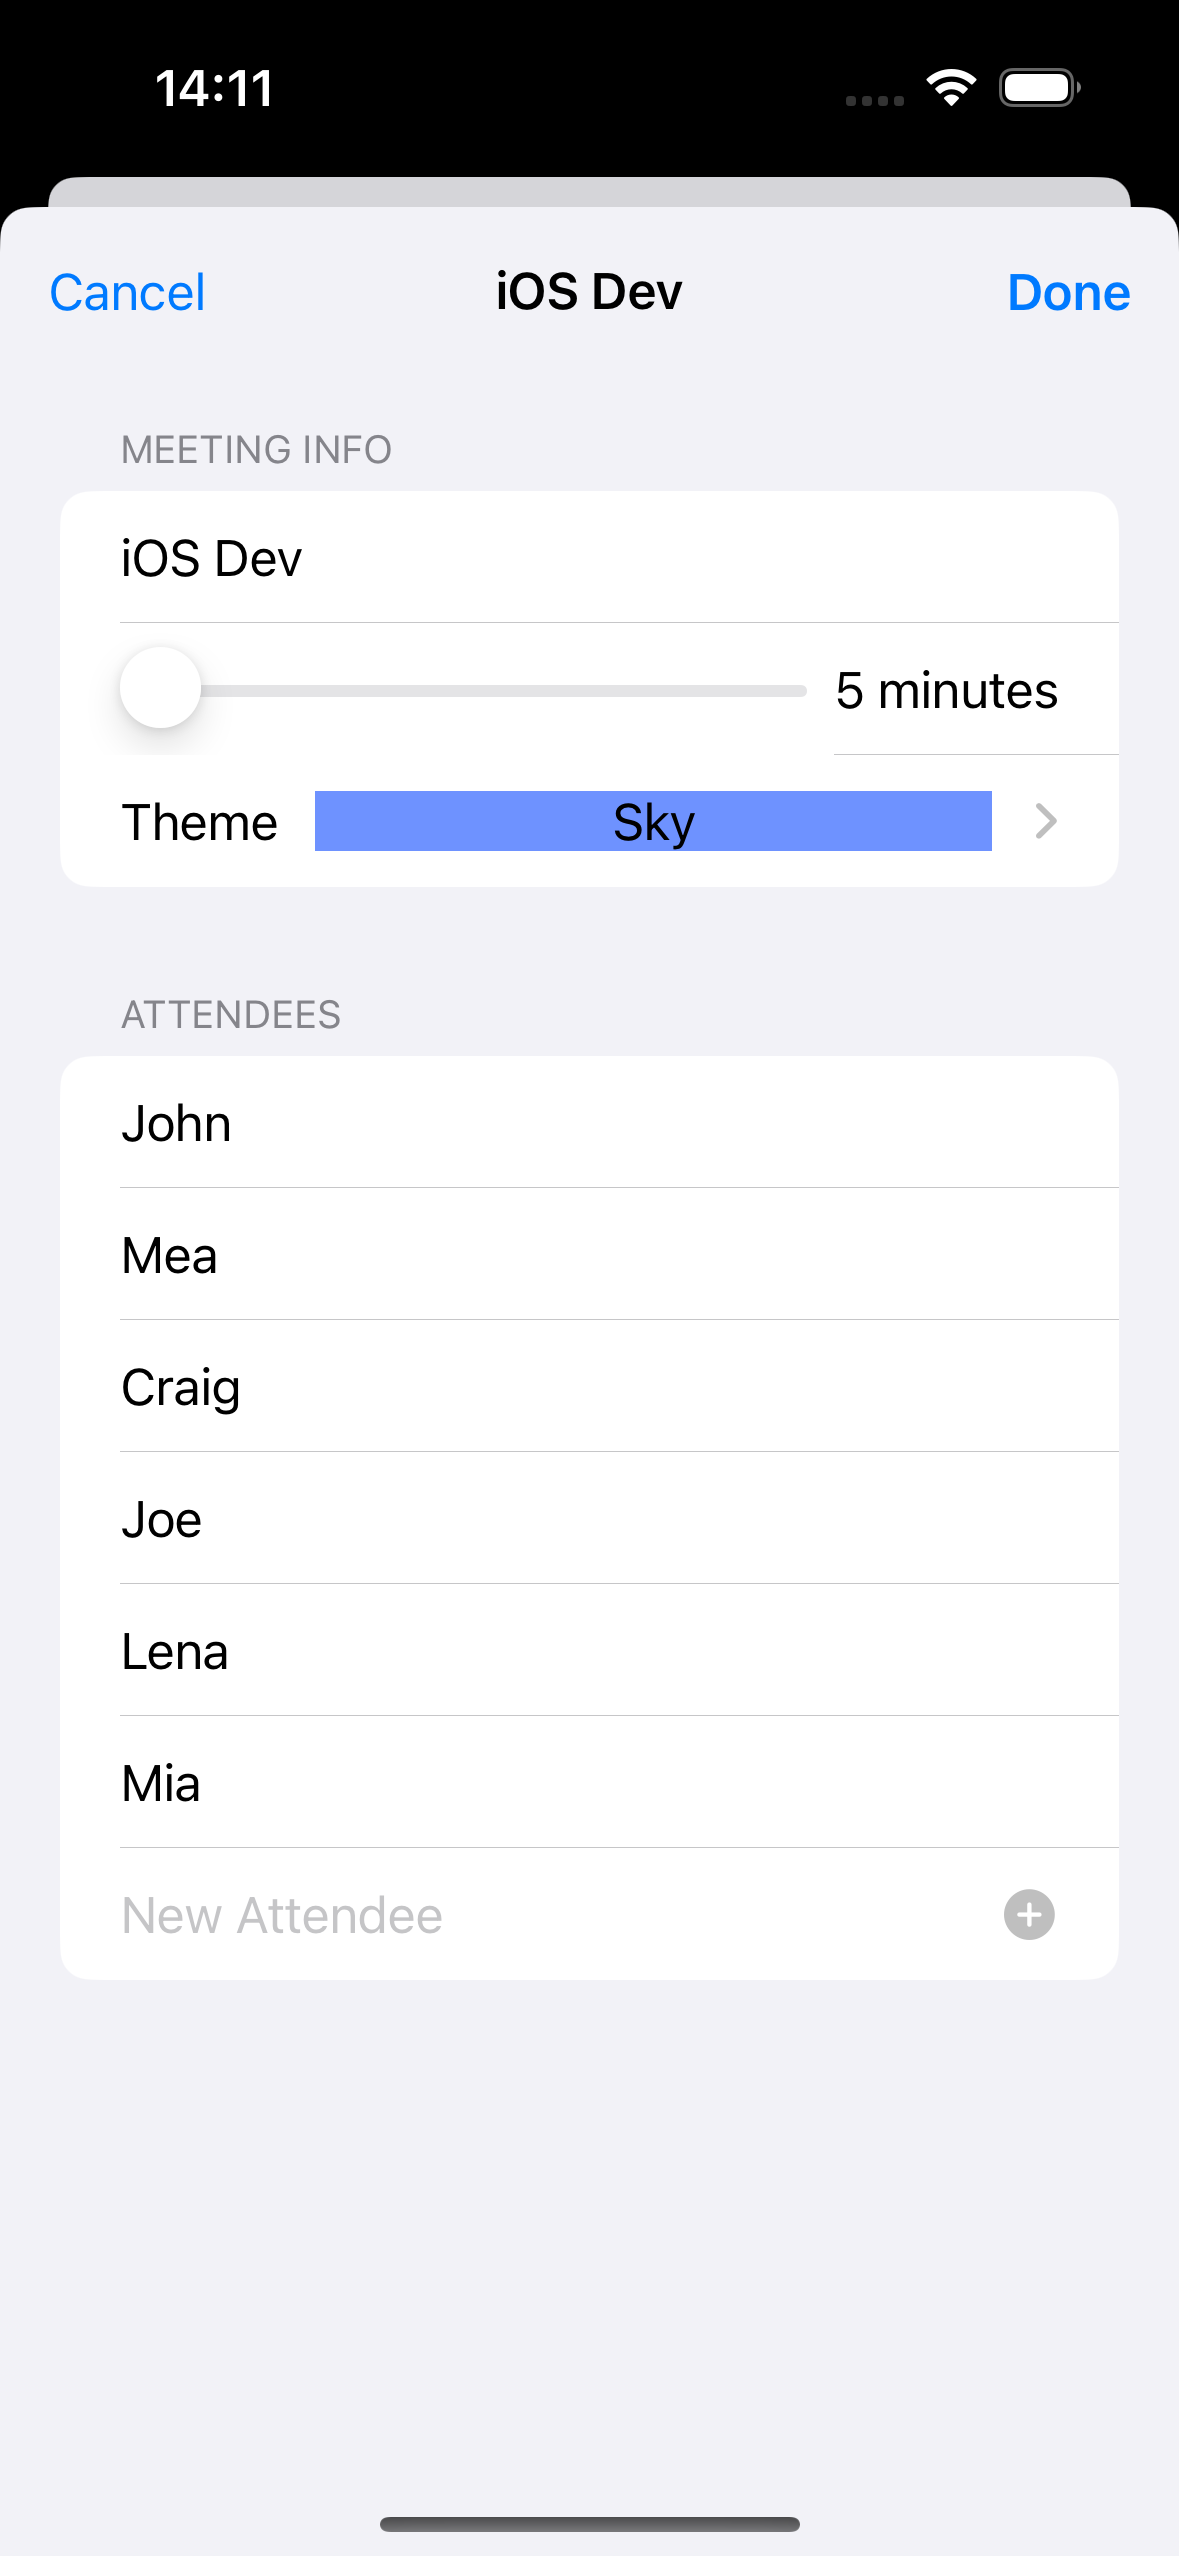 14:11
Cancel iOS Dev Done
MEETING INFO
iOS Dev
5 minutes
Theme Sky
ATTENDEES
John
Mea
Craig
Joe
Lena
Mia
New Attendee